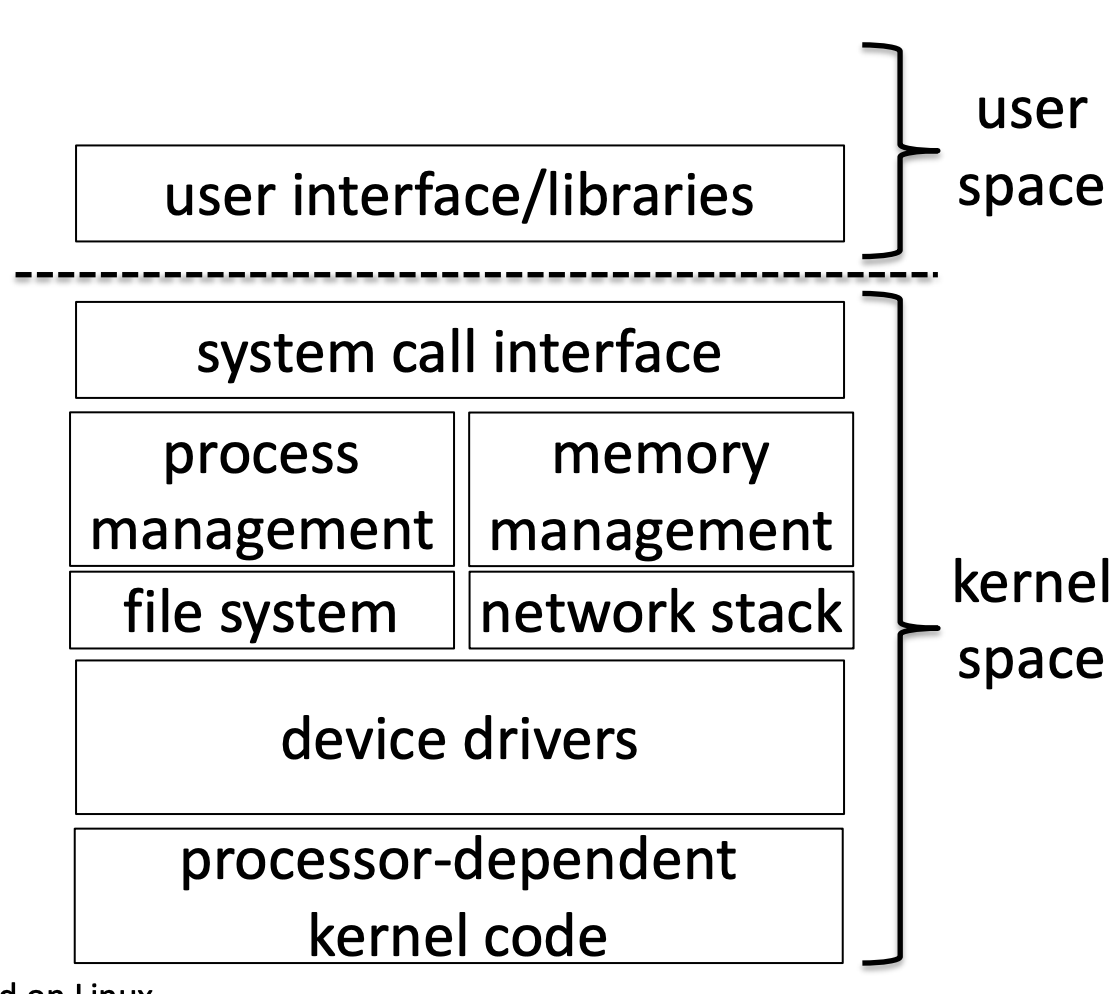 user
space
user interface/libraries
system call interface
process
management
memory
management
file system
network stack
kernel
space
device drivers
processor-dependent
kernel code
on Linux